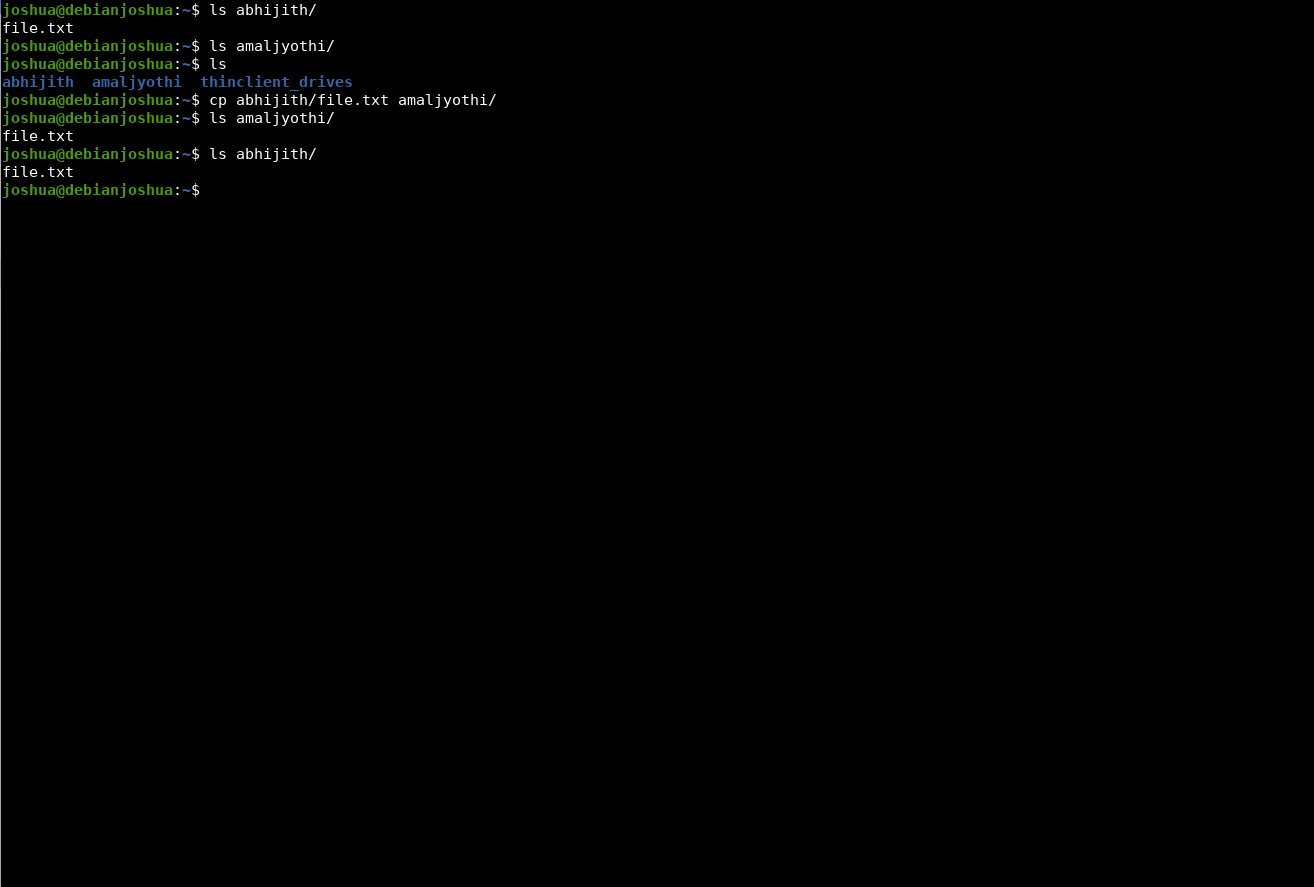 joshua@debianjoshua:~$ ls abhijith/
file.txt
joshua@debianjoshua:~$ ls amaljyothi/
joshua@debianjoshua:~$ ls
abhijith  amaljyothi  thinclient_drives
joshua@debianjoshua:~$ cp abhijith/file.txt amaljyothi/
joshua@debianjoshua:~$ ls amaljyothi/
file.txt
joshua@debianjoshua:~$ ls abhijith/
file.txt
joshua@debianjoshua:~$